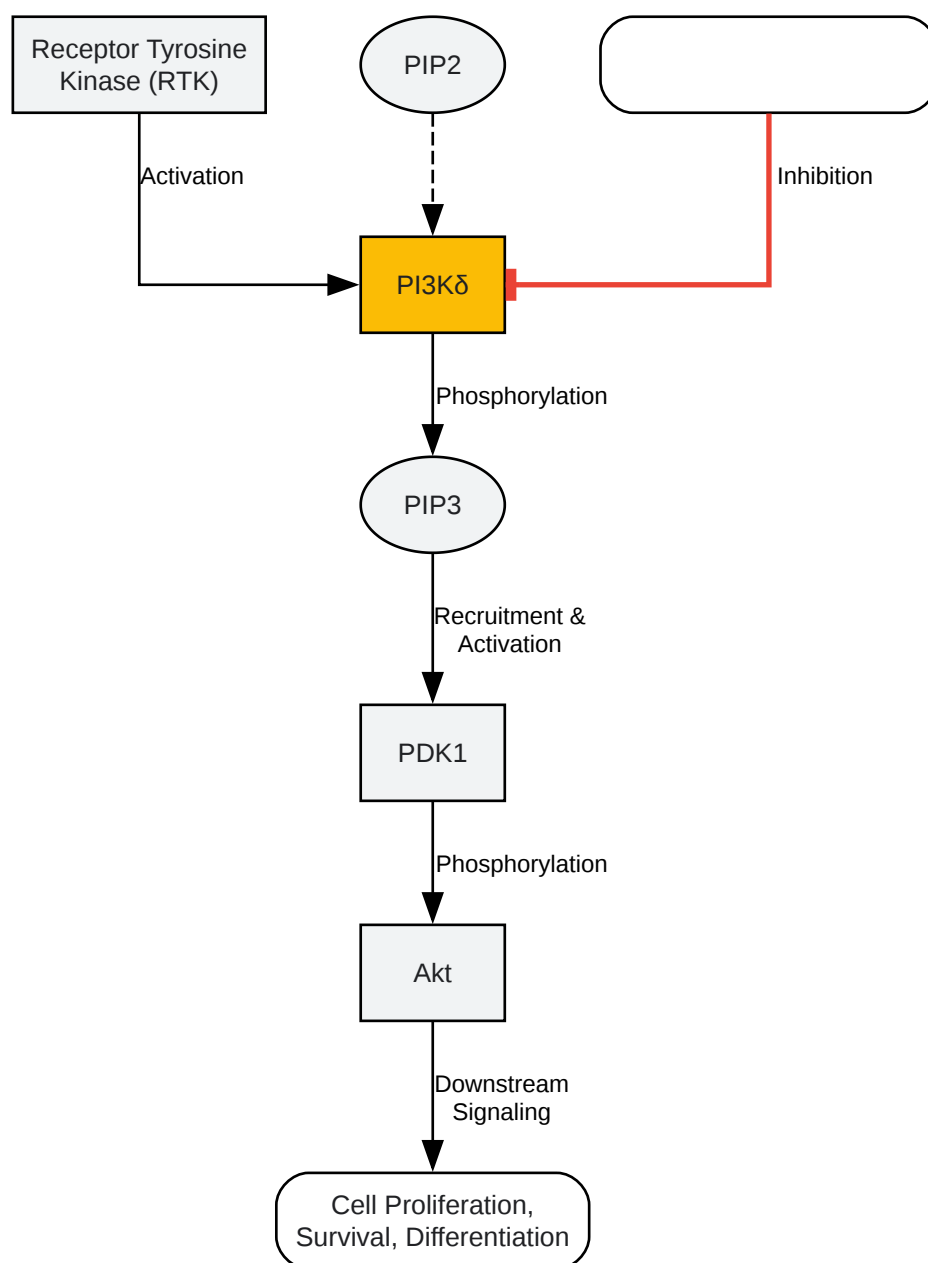 Receptor Tyrosine
Kinase (RTK)
PIP2
Activation
Inhibition
PI3Kδ
Phosphorylation
PIP3
Recruitment &
Activation
PDK1
Phosphorylation
Akt
Downstream
Signaling
Cell Proliferation,
Survival, Differentiation